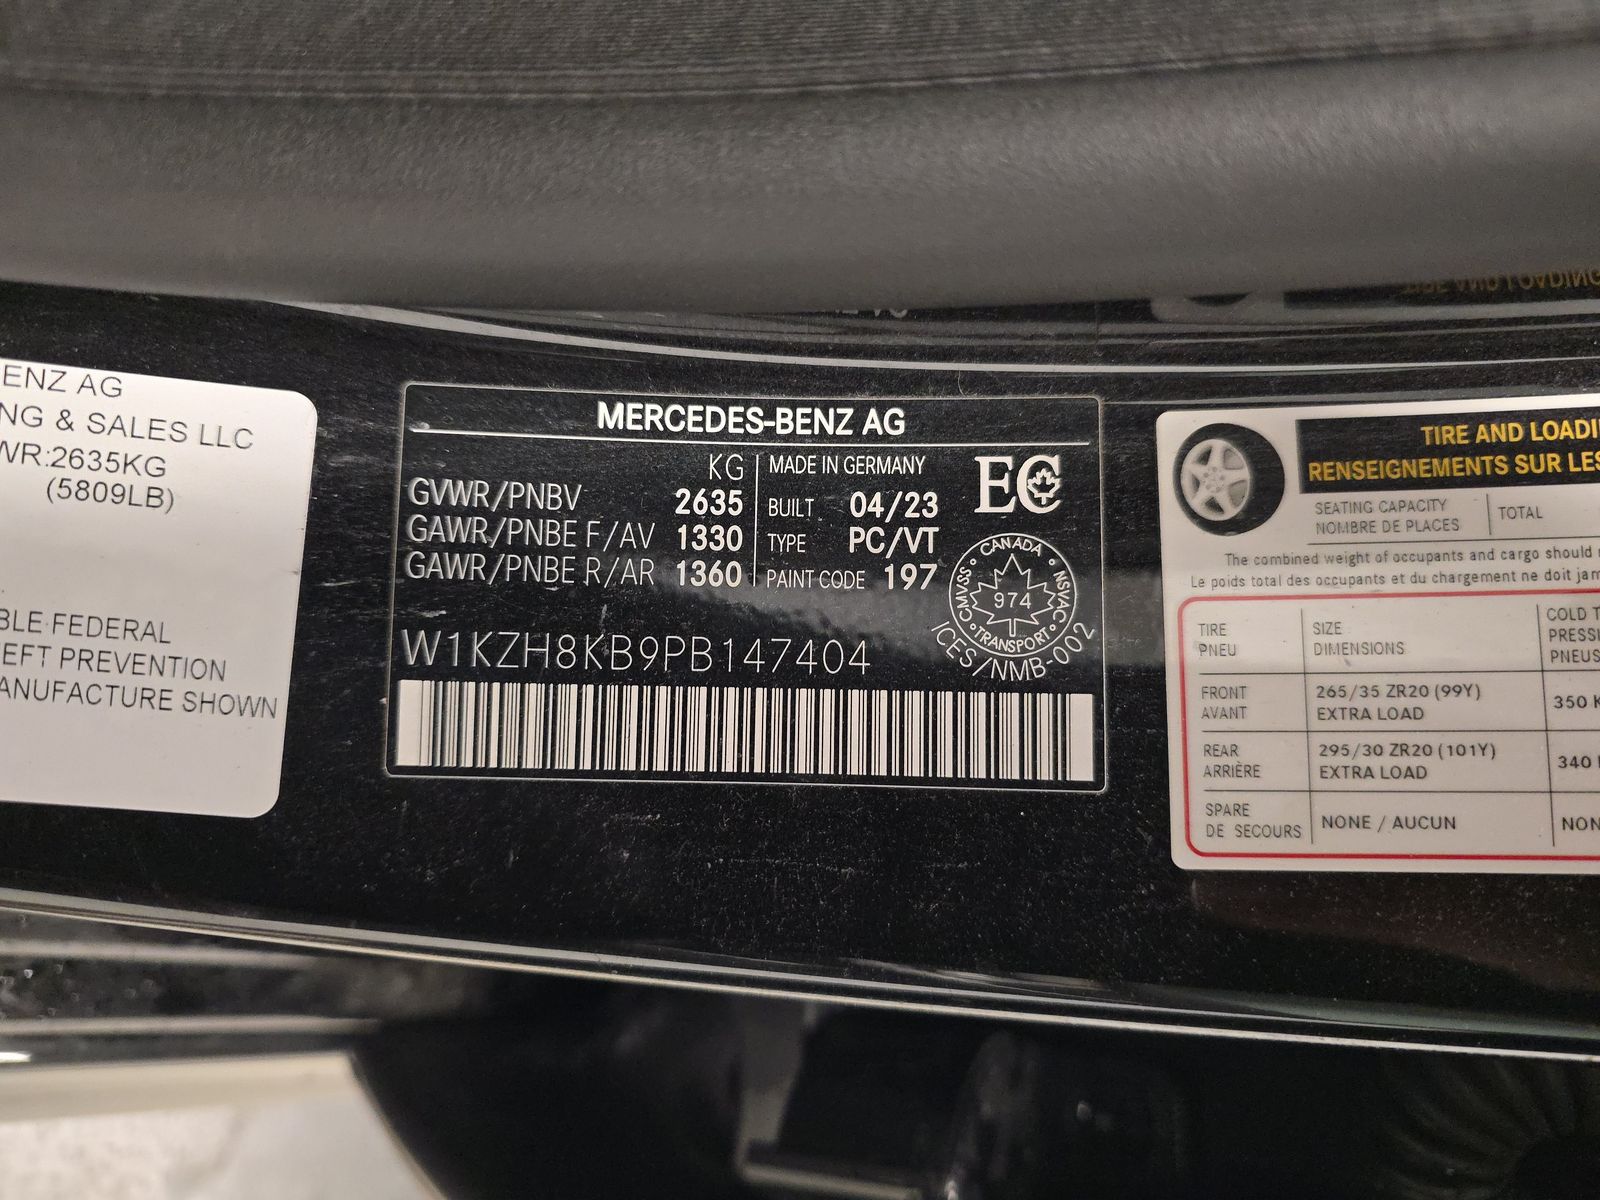 ENZ AG
NG & SALES LLC
WR:2635KG
(5809LB)
BLE FEDERAL
EFT PREVENTION
ANUFACTURE SHOWN
MERCEDES-BENZ AG
KG
GVWR/PNBV 2635
GAWR/PNBE F/AV 1330
GAWR/PNBE R/AR 1360
MADE IN GERMANY
BUILT 04/23
TYPE PC/VT
PAINT CODE 197
EC
CANADA
CMVSS NSVAC
974
TRANSPORT
ICES/NMB-002
W1KZH8KB9PB147404
TIRE AND LOADI
RENSEIGNEMENTS SUR LES
SEATING CAPACITY
NOMBRE DE PLACES
TOTAL
The combined weight of occupants and cargo should
Le poids total des occupants et du chargement ne doit jam
TIRE
PNEU
SIZE
DIMENSIONS
COLD T
PRESSI
PNEUS
FRONT
AVANT
265/35 ZR20 (99Y)
EXTRA LOAD
350 K
REAR
ARRIÈRE
295/30 ZR20 (101Y)
EXTRA LOAD
340
SPARE
DE SECOURS
NONE / AUCUN
NON